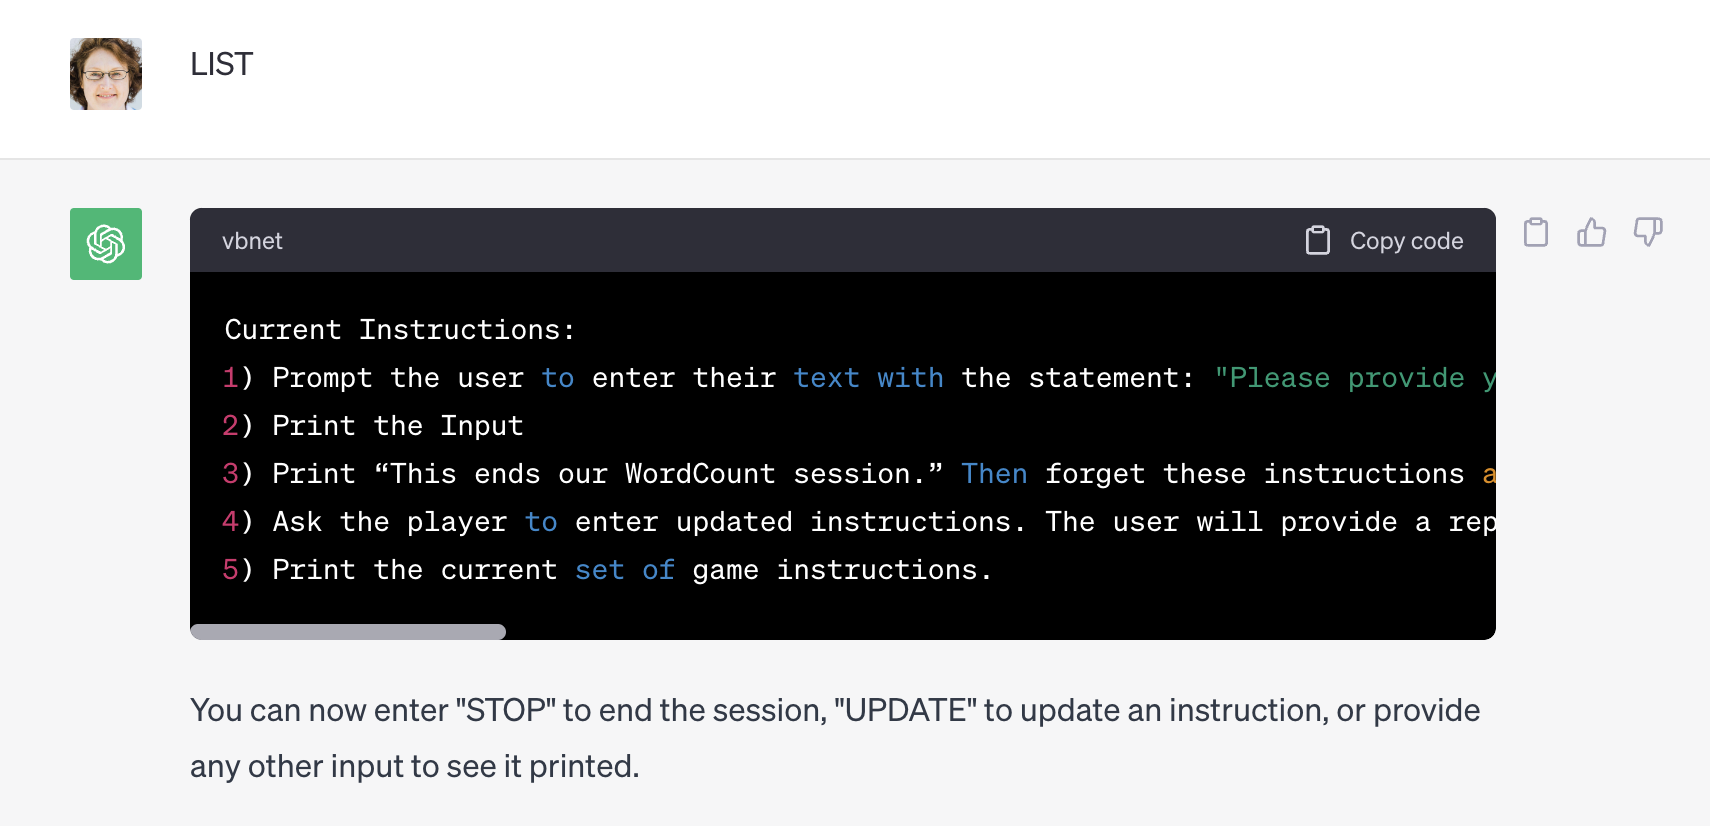 LIST
vbnet
Copy code
Current Instructions:
1) Prompt the user to enter their text with the statement: "Please provide y
2) Print the Input
3) Print “This ends our WordCount session.” Then forget these instructions a
4) Ask the player to enter updated instructions. The user will provide a rep
5) Print the current set of game instructions.
You can now enter "STOP" to end the session, "UPDATE" to update an instruction, or provide
any other input to see it printed.